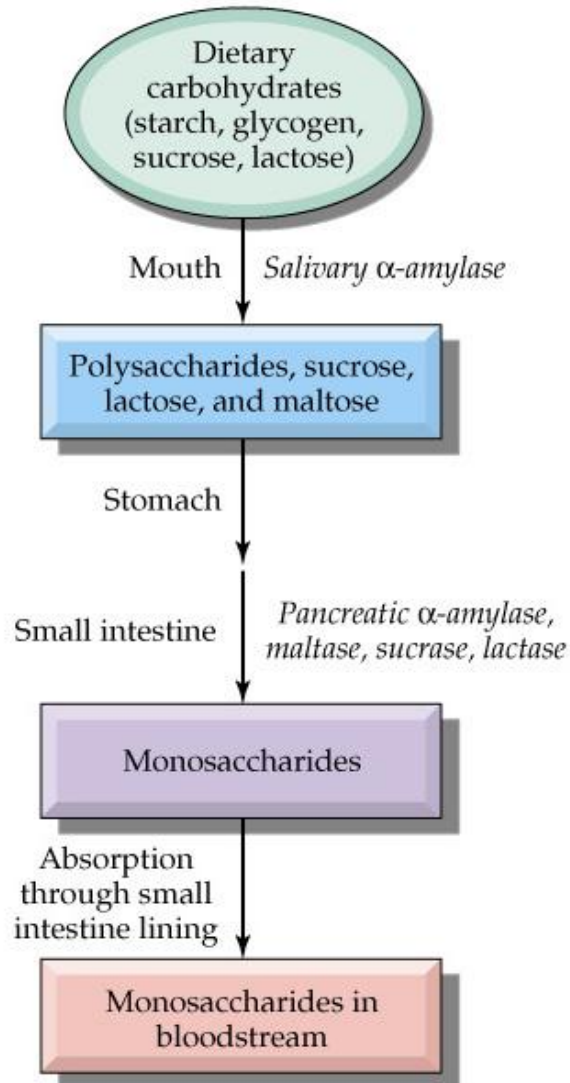 Dietary
carbohydrates
(starch, glycogen,
sucrose, lactose)
Mouth
Salivary α-amylase
Polysaccharides, sucrose,
lactose, and maltose
Stomach
Small intestine
Pancreatic α-amylase,
maltase, sucrase, lactase
Monosaccharides
Absorption
through small
intestine lining
Monosaccharides in
bloodstream